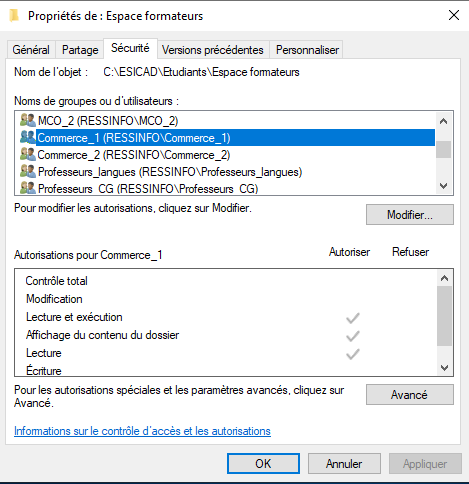 Propriétés de : Espace formateurs
Général Partage Sécurité Versions précédentes Personnaliser
Nom de l'objet : C:\ESICAD\Etudiants\Espace formateurs
Noms de groupes ou d'utilisateurs :
MCO_2 (RESSINFO\MCO_2)
Commerce_1 (RESSINFO\Commerce_1)
Commerce_2 (RESSINFO\Commerce_2)
Professeurs_langues (RESSINFO\Professeurs_langues)
Professeurs_CG (RESSINFO\Professeurs_CG)
Pour modifier les autorisations, cliquez sur Modifier.
Modifier...
Autorisations pour Commerce_1 Autoriser Refuser
Contrôle total
Modification
Lecture et exécution
Affichage du contenu du dossier
Lecture
Écriture
Pour les autorisations spéciales et les paramètres avancés, cliquez sur
Avancé.
Avancé
Informations sur le contrôle d'accès et les autorisations
OK Annuler Appliquer